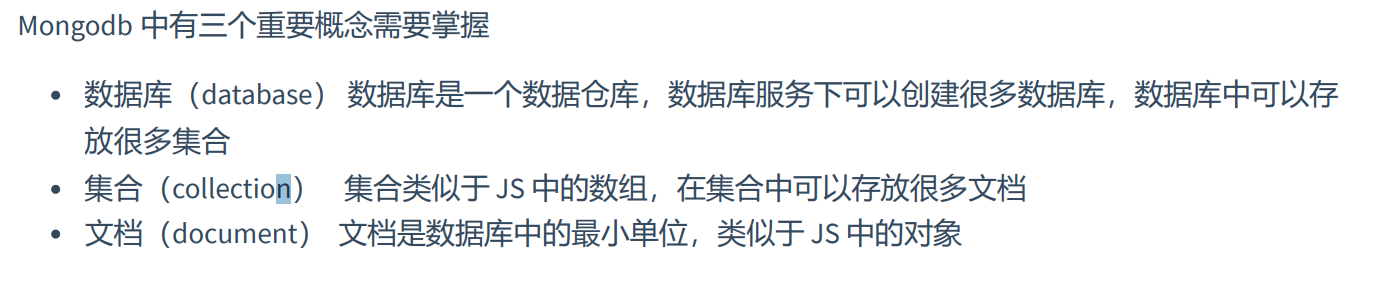 Mongodb 中有三个重要概念需要掌握
• 数据库（database） 数据库是一个数据仓库，数据库服务下可以创建很多数据库，数据库中可以存
放很多集合
• 集合（collection） 集合类似于 JS 中的数组，在集合中可以存放很多文档
• 文档（document） 文档是数据库中的最小单位，类似于 JS 中的对象